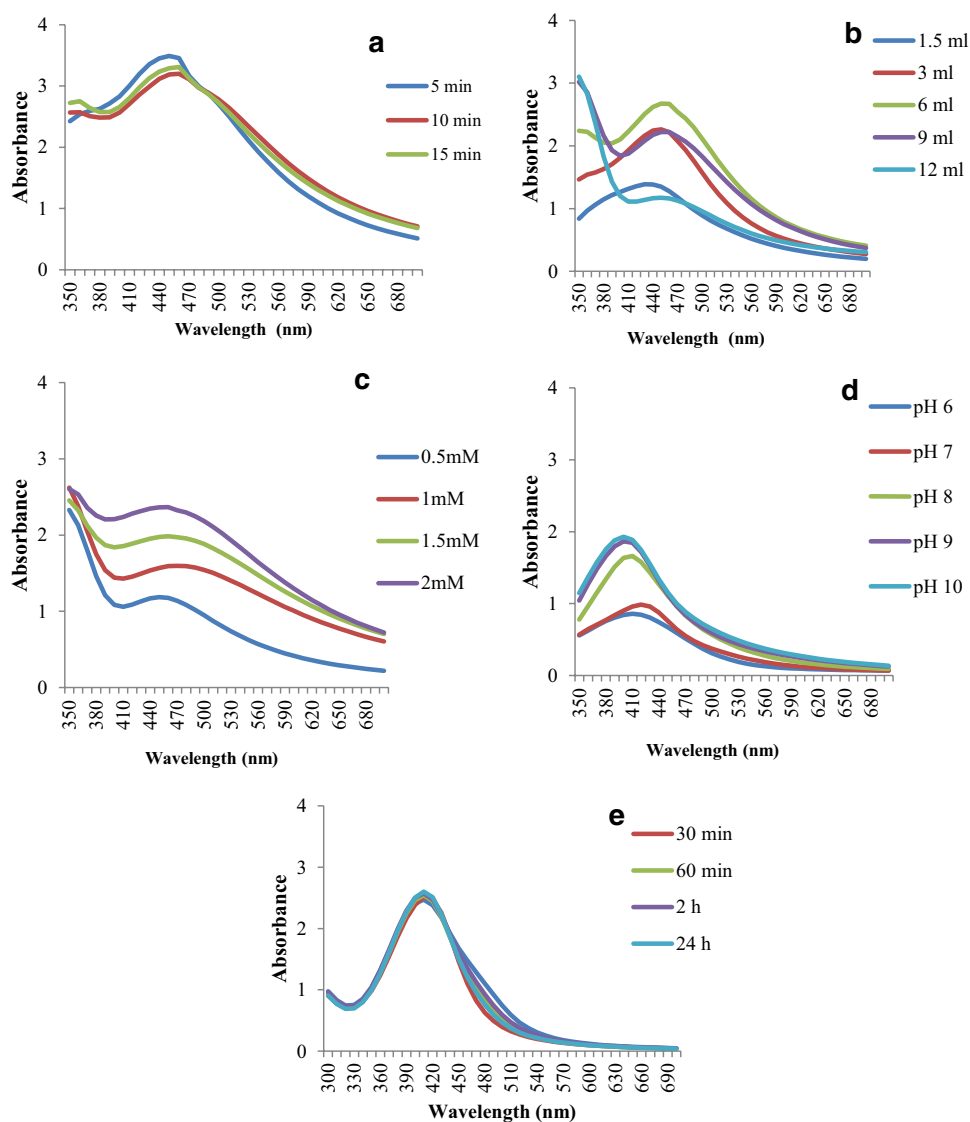 a
4
3
2
1
0
Absorbance
350 380 410 440 470 500 530 560 590 620 650 680
Wavelength (nm)
5 min
10 min
15 min
b
4
3
2
1
0
Absorbance
350 380 410 440 470 500 530 560 590 620 650 680
Wavelength (nm)
1.5 ml
3 ml
6 ml
9 ml
12 ml
c
4
3
2
1
0
Absorbance
350 380 410 440 470 500 530 560 590 620 650 680
Wavelength (nm)
0.5mM
1mM
1.5mM
2mM
d
4
3
2
1
0
Absorbance
350 380 410 440 470 500 530 560 590 620 650 680
Wavelength (nm)
pH 6
pH 7
pH 8
pH 9
pH 10
e
4
3
2
1
0
Absorbance
300 330 360 390 420 450 480 510 540 570 600 630 660 690
Wavelength (nm)
30 min
60 min
2 h
24 h